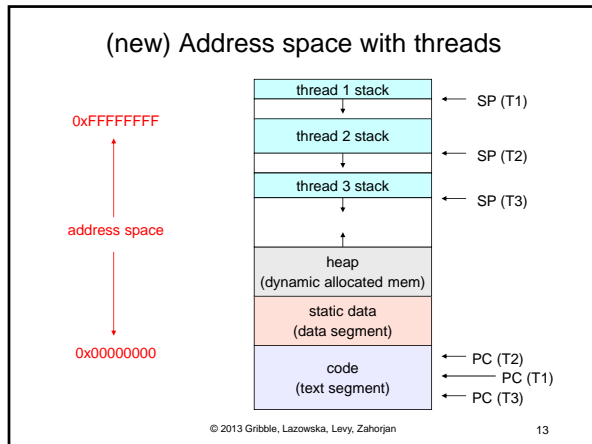 (new) Address space with threads
0xFFFFFFFF
address space
0x00000000
thread 1 stack
thread 2 stack
thread 3 stack
heap
(dynamic allocated mem)
static data
(data segment)
code
(text segment)
SP (T1)
SP (T2)
SP (T3)
PC (T2)
PC (T1)
PC (T3)
© 2013 Gribble, Lazowska, Levy, Zahorjan
13